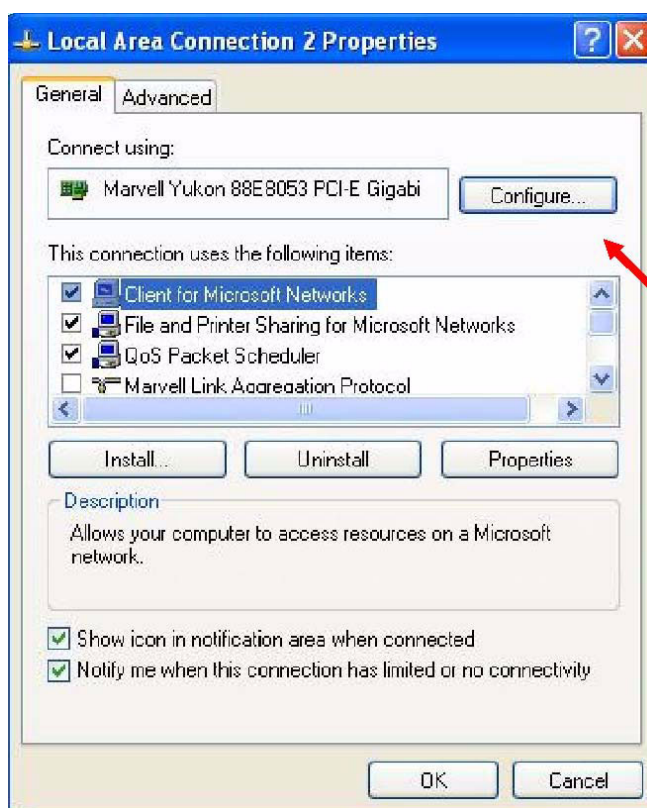 Local Area Connection 2 Properties
General Advanced
Connect using:
Marvell Yukon 88E8053 PCI-E Gigabi
Configure...
This connection uses the following items:
Client for Microsoft Networks
File and Printer Sharing for Microsoft Networks
QoS Packet Scheduler
Marvell Link Aggregation Protocol
Install... Uninstall Properties
Description
Allows your computer to access resources on a Microsoft
network.
Show icon in notification area when connected
Notify me when this connection has limited or no connectivity
OK Cancel